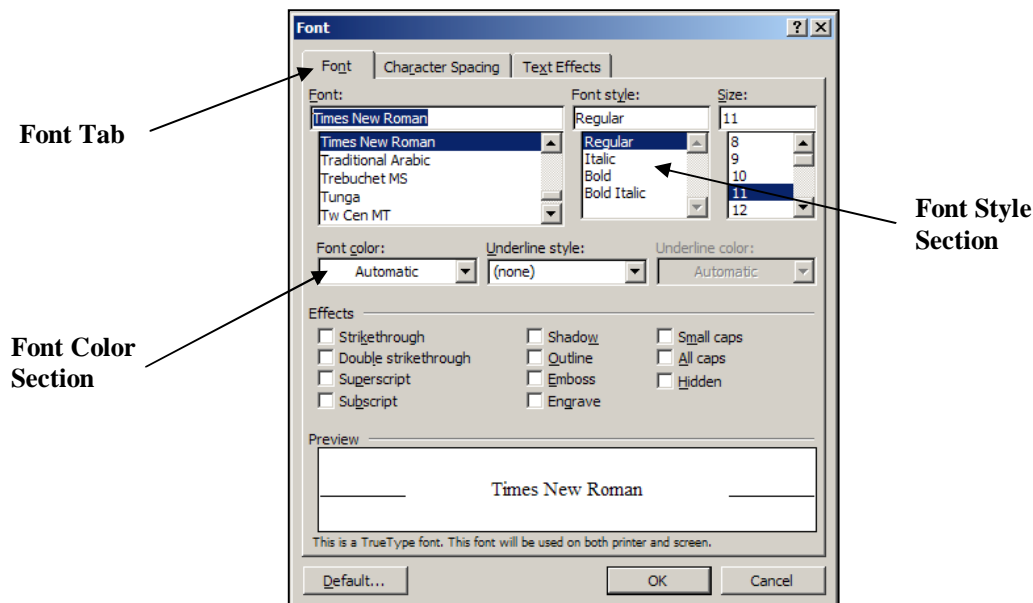 Font
Font Character Spacing Text Effects
Font: Font style: Size:
Times New Roman Regular 11
Times New Roman Regular 8
Traditional Arabic Italic 9
Trebuchet MS Bold 10
Tunga Bold Italic 11
Tw Cen MT 12
Font Tab
Font Style
Section
Font color: Underline style: Underline color:
Automatic (none) Automatic
Font Color
Section
Effects
Strikethrough Shadow Small caps
Double strikethrough Outline All caps
Superscript Emboss Hidden
Subscript Engrave
Preview
Times New Roman
This is a TrueType font. This font will be used on both printer and screen.
Default... OK Cancel